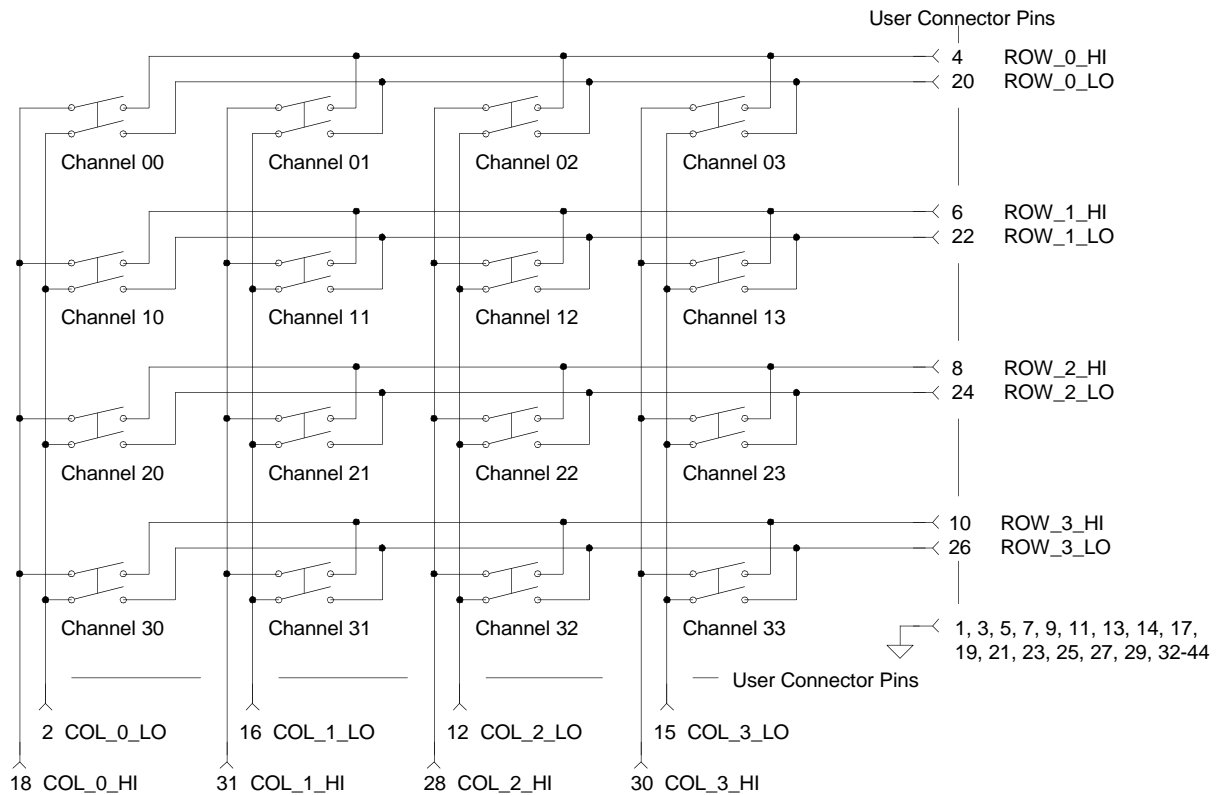 User Connector Pins
4 ROW_0_HI
20 ROW_0_LO
Channel 00 Channel 01 Channel 02 Channel 03
6 ROW_1_HI
22 ROW_1_LO
Channel 10 Channel 11 Channel 12 Channel 13
8 ROW_2_HI
24 ROW_2_LO
Channel 20 Channel 21 Channel 22 Channel 23
10 ROW_3_HI
26 ROW_3_LO
Channel 30 Channel 31 Channel 32 Channel 33
1, 3, 5, 7, 9, 11, 13, 14, 17,
19, 21, 23, 25, 27, 29, 32-44
User Connector Pins
2 COL_0_LO 16 COL_1_LO 12 COL_2_LO 15 COL_3_LO
18 COL_0_HI 31 COL_1_HI 28 COL_2_HI 30 COL_3_HI